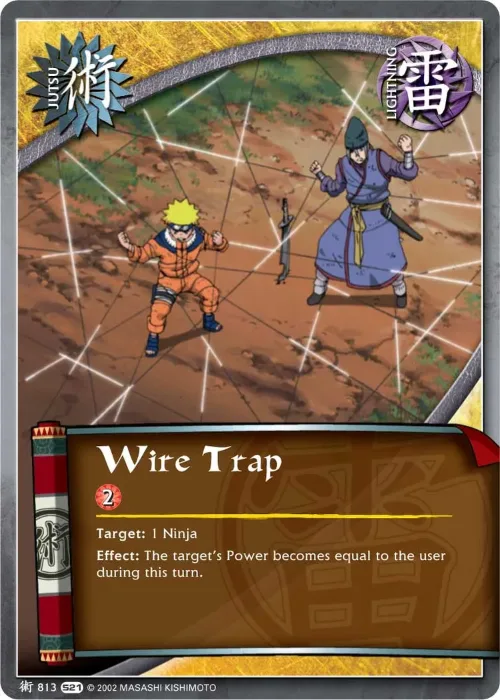 JUTSU 術
LIGHTNING 雷
Wire Trap
2
Target: 1 Ninja
Effect: The target's Power becomes equal to the user
during this turn.
術
術 813 S21 © 2002 MASASHI KISHIMOTO